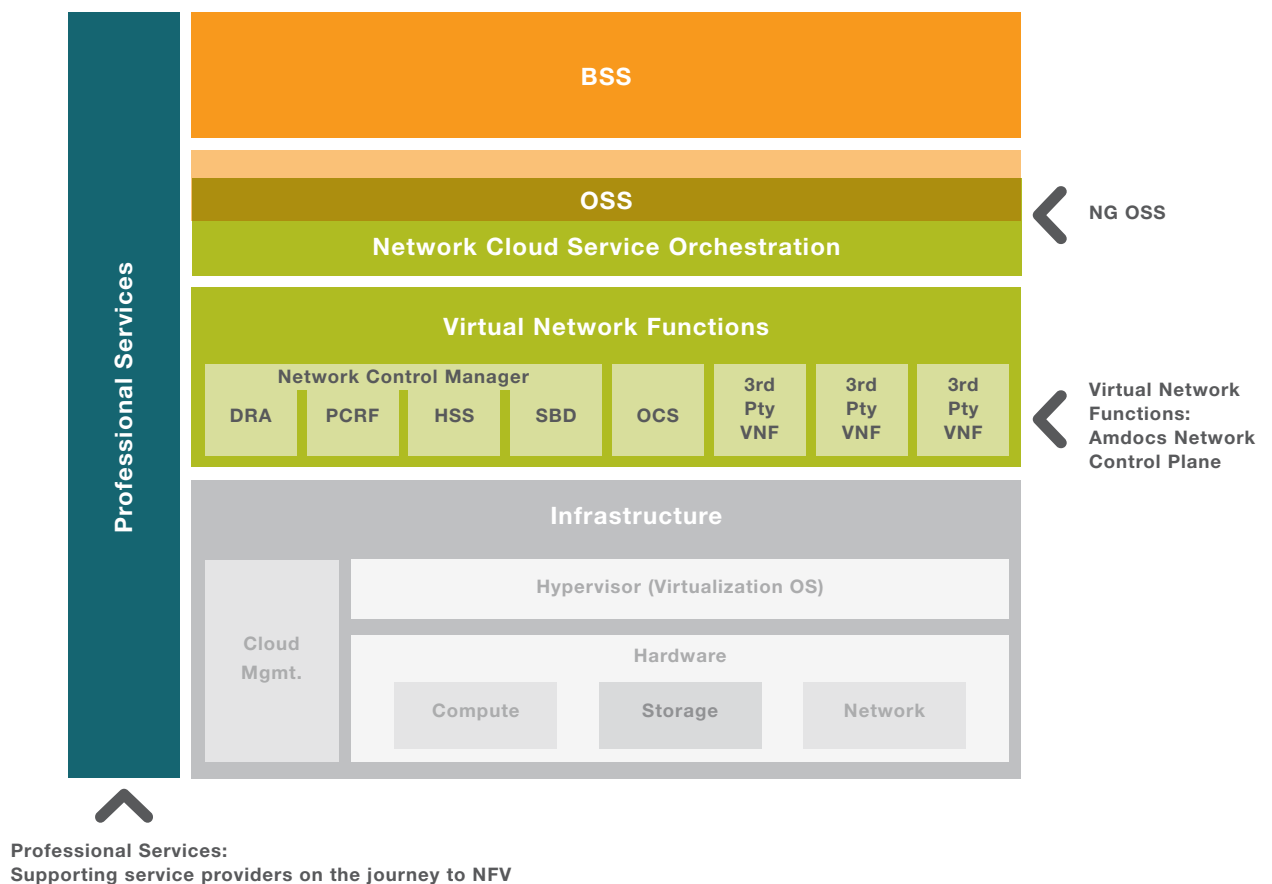 Professional Services
BSS
OSS
Network Cloud Service Orchestration
NG OSS
Virtual Network Functions
Network Control Manager
DRA
PCRF
HSS
SBD
OCS
3rd
Pty
VNF
3rd
Pty
VNF
3rd
Pty
VNF
Virtual Network
Functions:
Amdocs Network
Control Plane
Infrastructure
Cloud
Mgmt.
Hypervisor (Virtualization OS)
Hardware
Compute
Storage
Network
Professional Services:
Supporting service providers on the journey to NFV